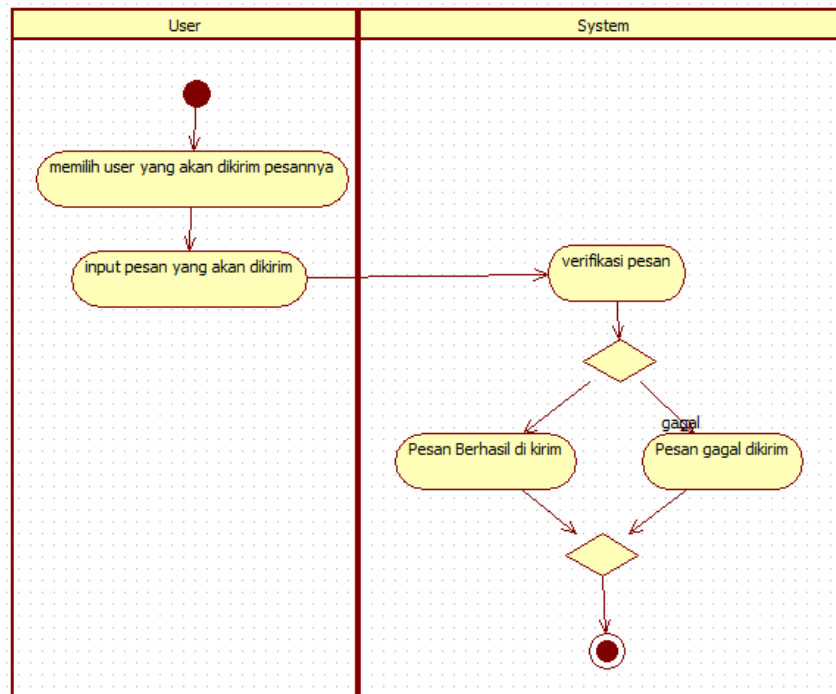 User
System
memilih user yang akan dikirim pesannya
input pesan yang akan dikirim
verifikasi pesan
gagal
Pesan Berhasil di kirim
Pesan gagal dikirim